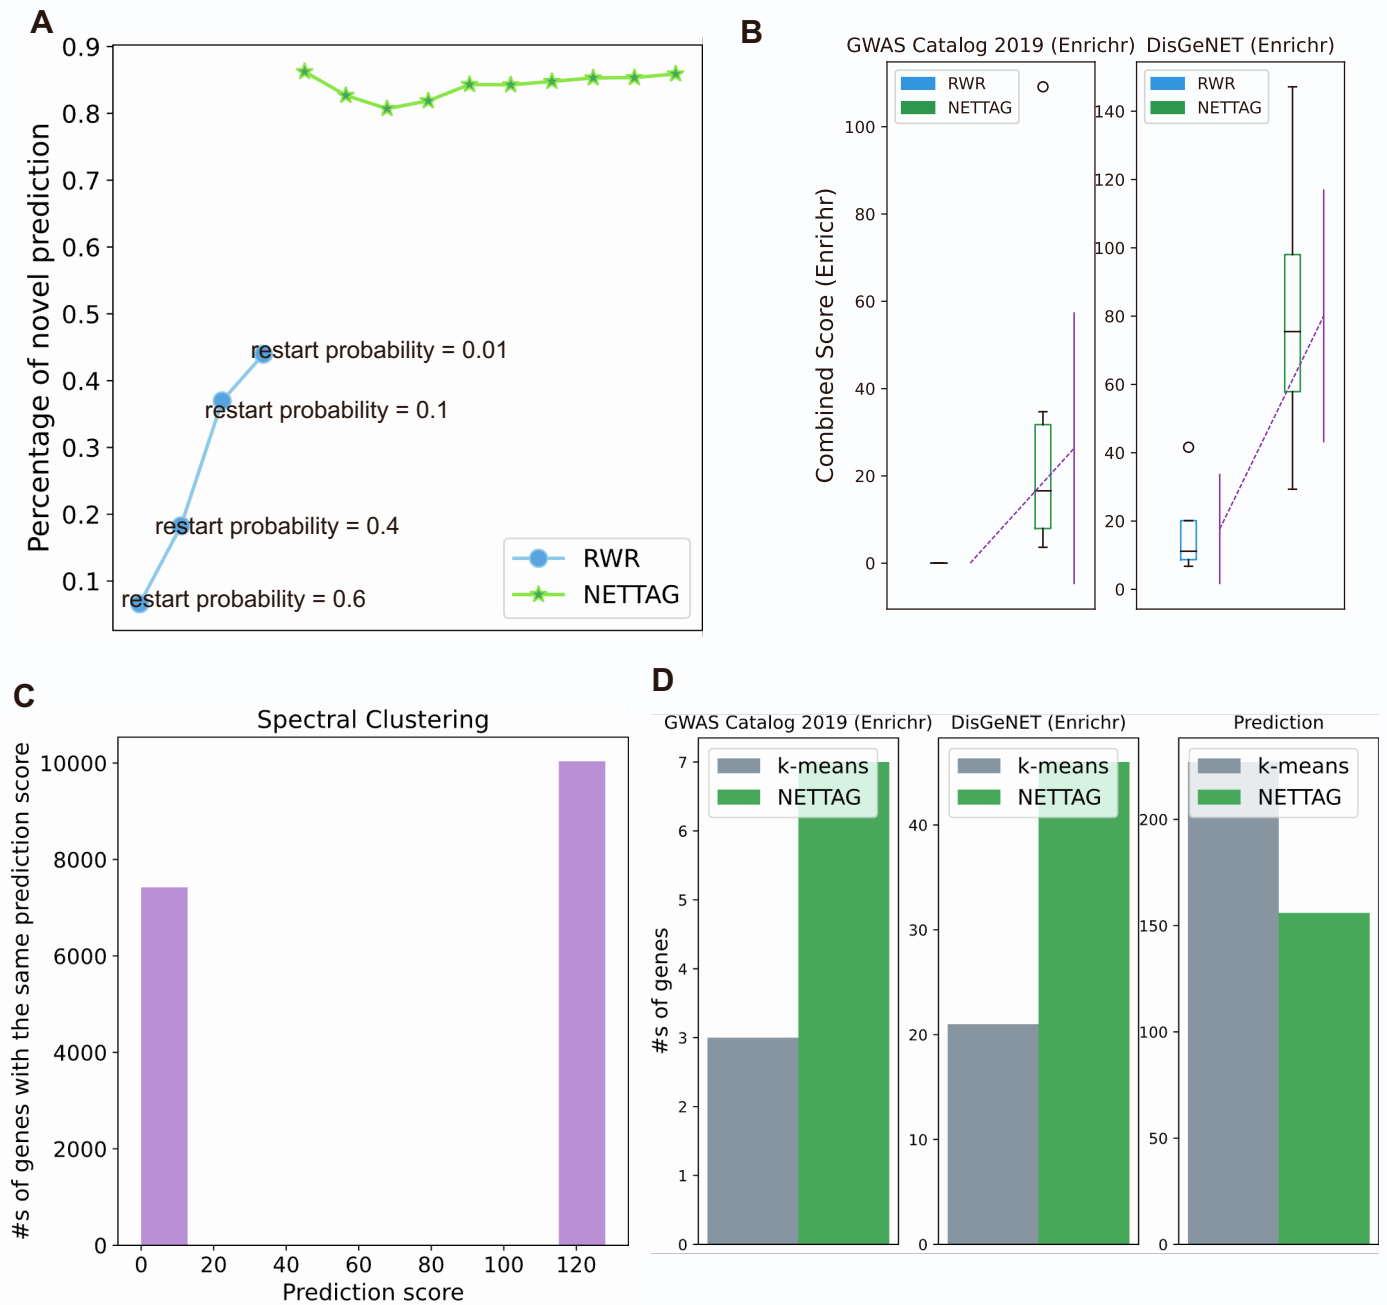 A
0.9
0.8
0.7
0.6
0.5
0.4
0.3
0.2
0.1
Percentage of novel prediction
restart probability = 0.01
restart probability = 0.1
restart probability = 0.4
restart probability = 0.6
RWR
NETTAG
B
GWAS Catalog 2019 (Enrichr)
RWR
NETTAG
100
80
60
40
20
0
Combined Score (Enrichr)
DisGeNET (Enrichr)
RWR
NETTAG
140
120
100
80
60
40
20
0
C
Spectral Clustering
#s of genes with the same prediction score
10000
8000
6000
4000
2000
0
0 20 40 60 80 100 120
Prediction score
D
GWAS Catalog 2019 (Enrichr)
k-means
NETTAG
#s of genes
7
6
5
4
3
2
1
0
DisGeNET (Enrichr)
k-means
NETTAG
40
30
20
10
0
Prediction
k-means
NETTAG
200
150
100
50
0